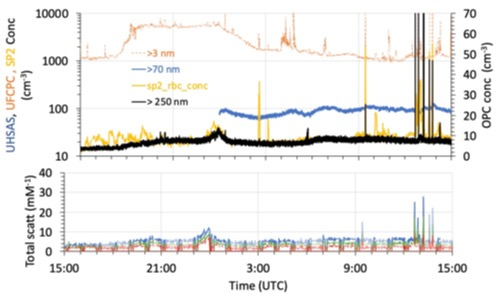 10000
1000
100
10
UHSAS, UFCPC, SP2 Conc
(cm⁻³)
>3 nm
>70 nm
sp2_rbc_conc
> 250 nm
70
60
50
40
30
20
10
0
OPC conc (cm⁻³)
40
30
20
10
0
Total scatt (mM⁻¹)
15:00 21:00 3:00 9:00 15:00
Time (UTC)